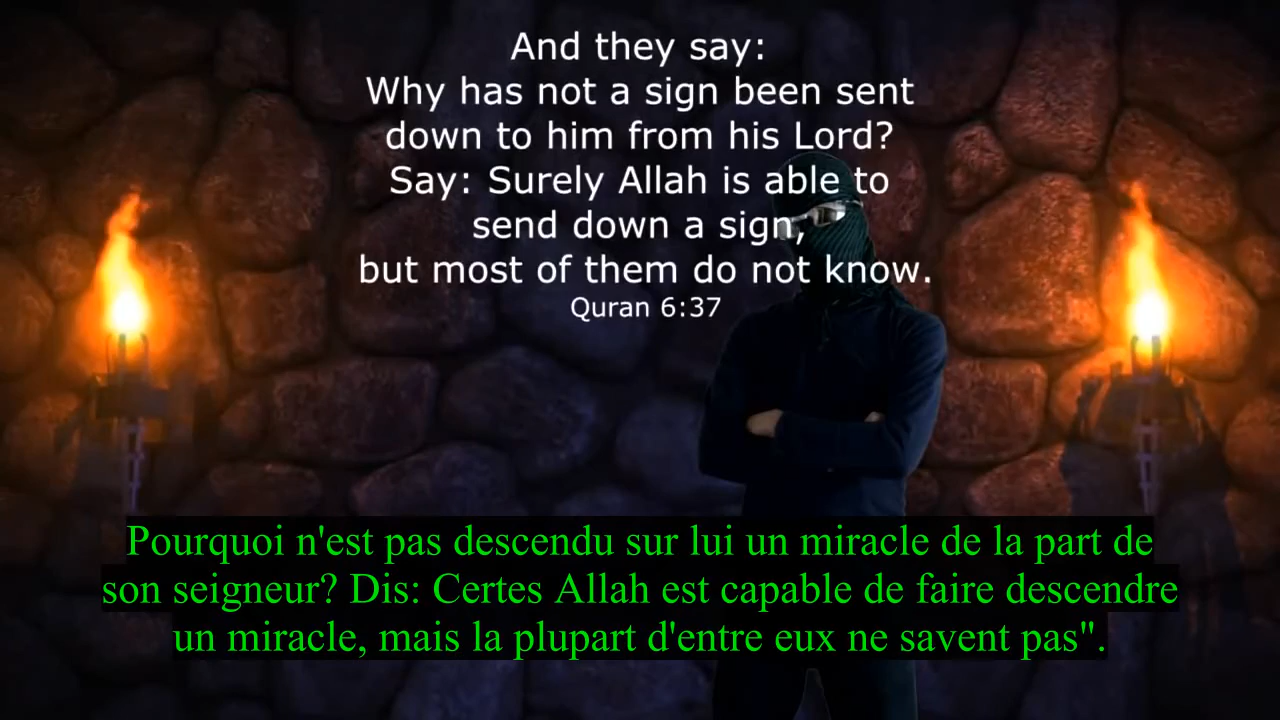 And they say:
Why has not a sign been sent
down to him from his Lord?
Say: Surely Allah is able to
send down a sign,
but most of them do not know.
Quran 6:37
Pourquoi n'est pas descendu sur lui un miracle de la part de
son seigneur? Dis: Certes Allah est capable de faire descendre
un miracle, mais la plupart d'entre eux ne savent pas".